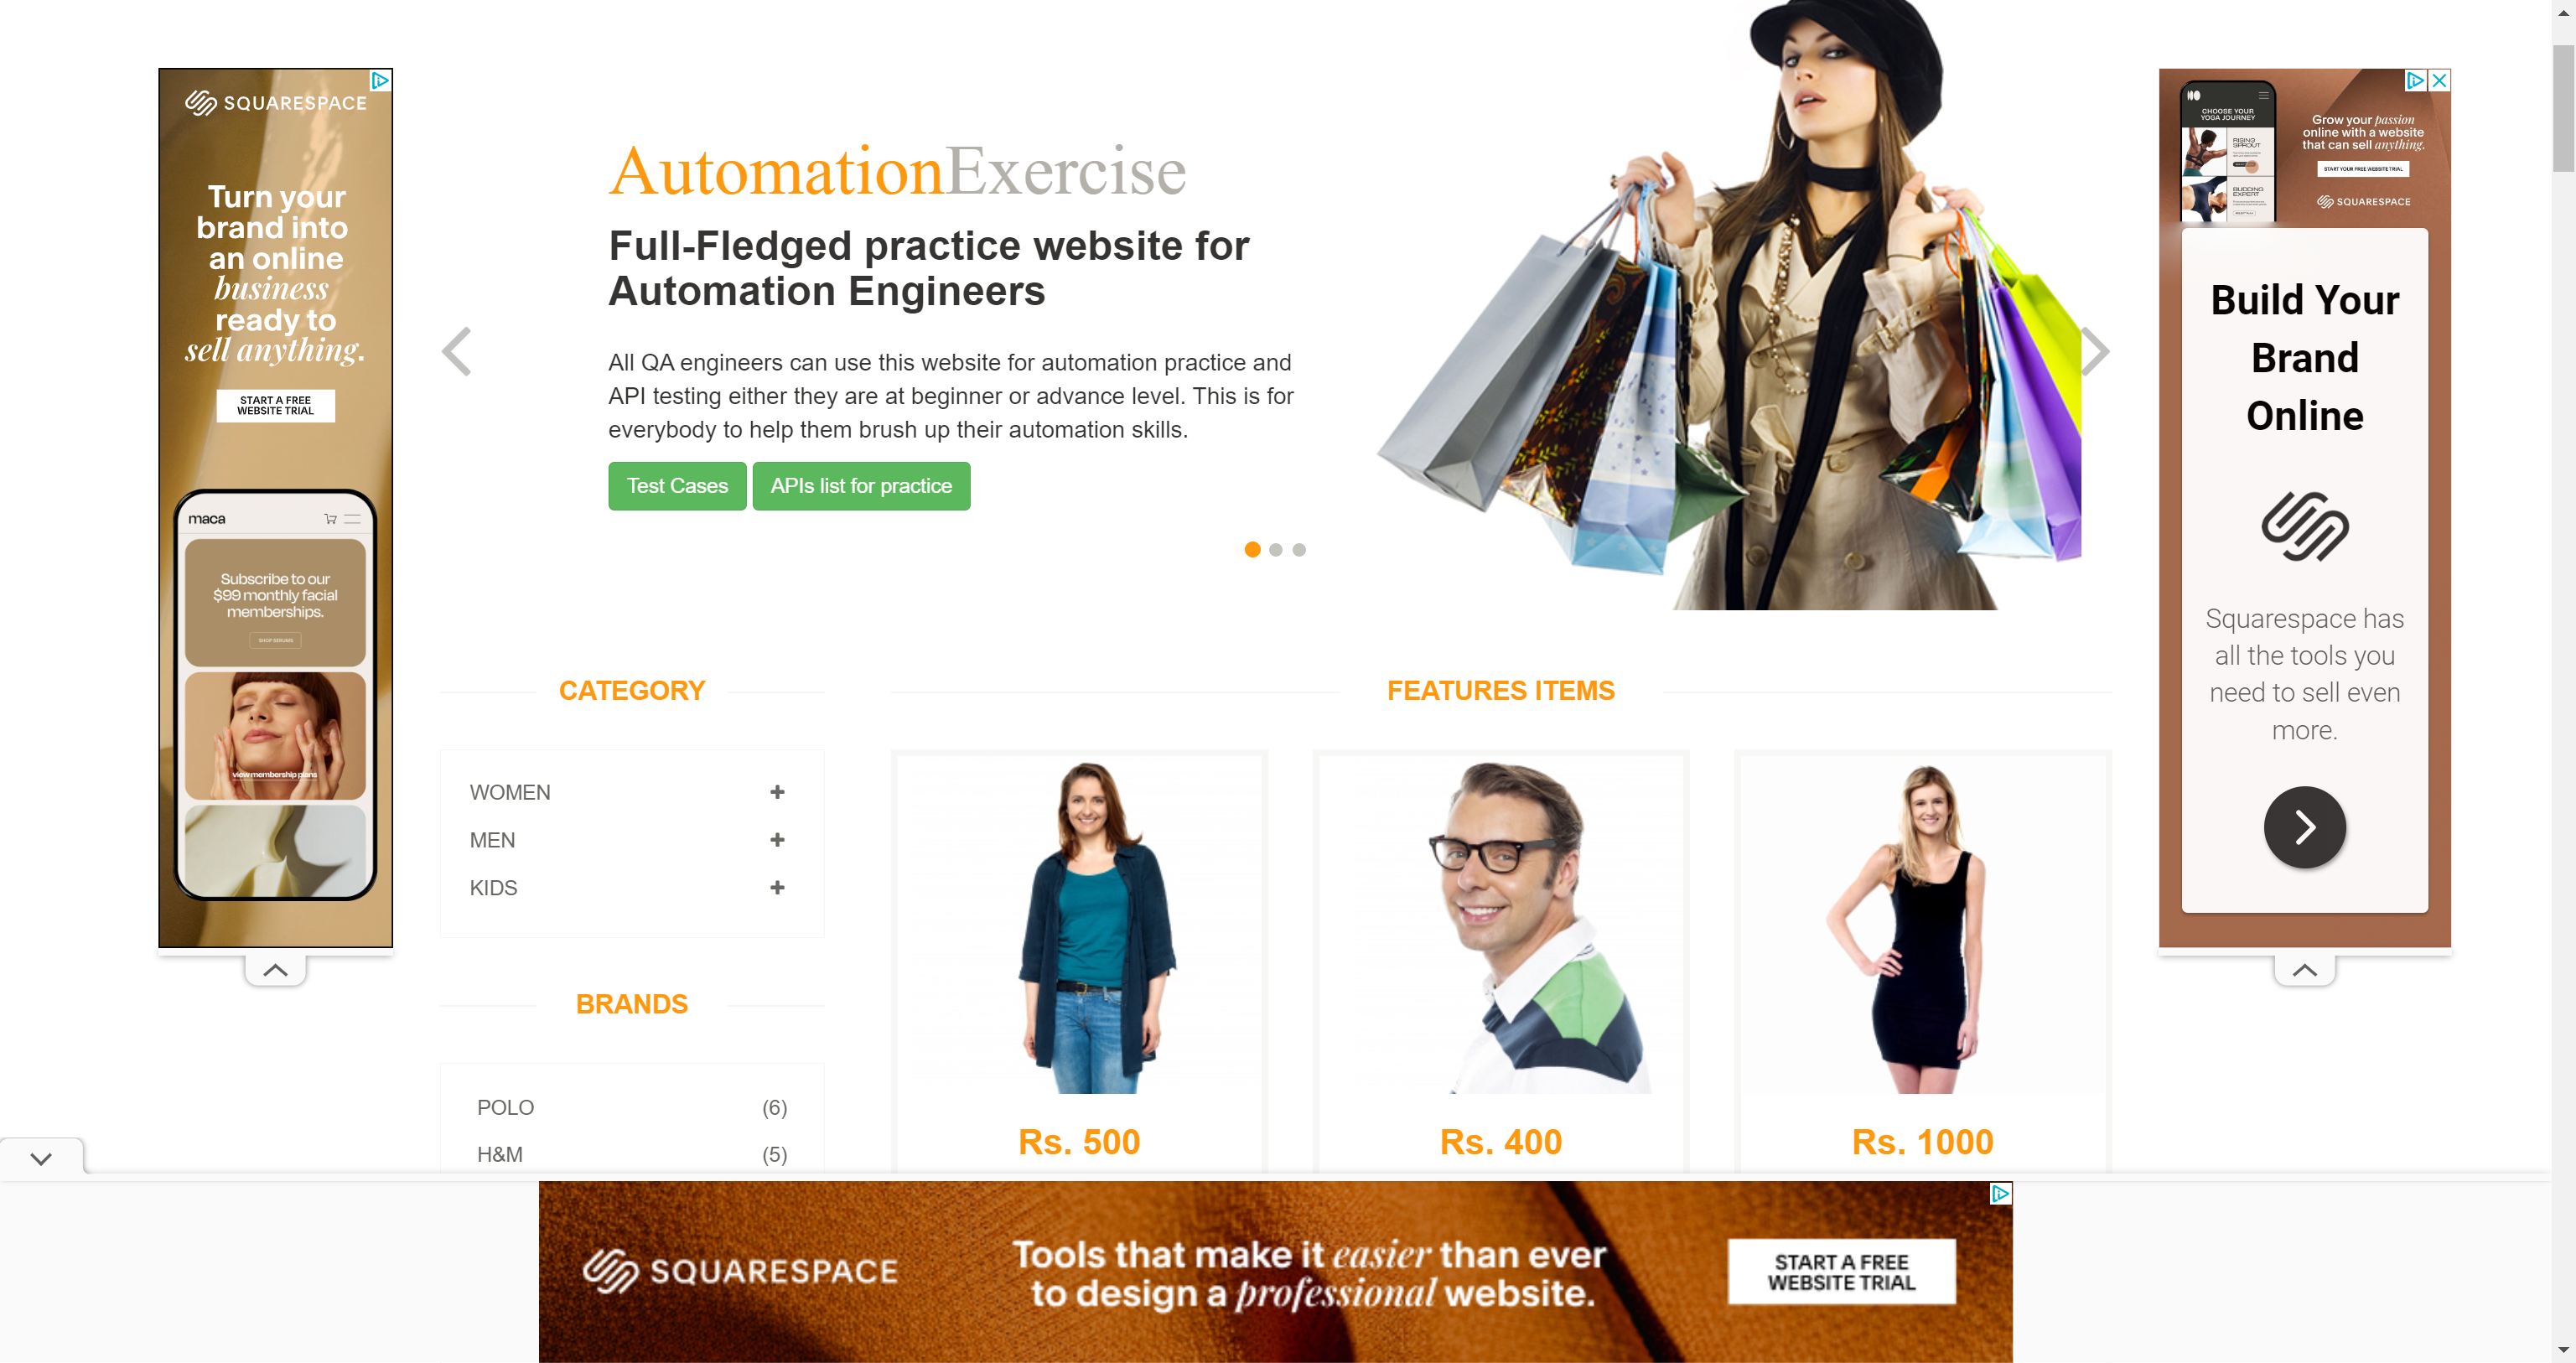 SQUARESPACE
Turn your
brand into
an online
business
ready to
sell anything.
START A FREE
WEBSITE TRIAL
maca
Subscribe to our
$99 monthly facial
memberships.
SHOP SERUMS
view membership plans
AutomationExercise
Full-Fledged practice website for
Automation Engineers
All QA engineers can use this website for automation practice and
API testing either they are at beginner or advance level. This is for
everybody to help them brush up their automation skills.
Test Cases
APIs list for practice
CHOOSE YOUR
YOGA JOURNEY
RISING
SPROUT
BUDDING
EXPERT
Grow your passion
online with a website
that can sell anything.
START YOUR FREE WEBSITE TRIAL
SQUARESPACE
Build Your
Brand
Online
Squarespace has
all the tools you
need to sell even
more.
CATEGORY
WOMEN
MEN
KIDS
BRANDS
POLO (6)
H&M (5)
FEATURES ITEMS
Rs. 500
Rs. 400
Rs. 1000
SQUARESPACE
Tools that make it easier than ever
to design a professional website.
START A FREE
WEBSITE TRIAL